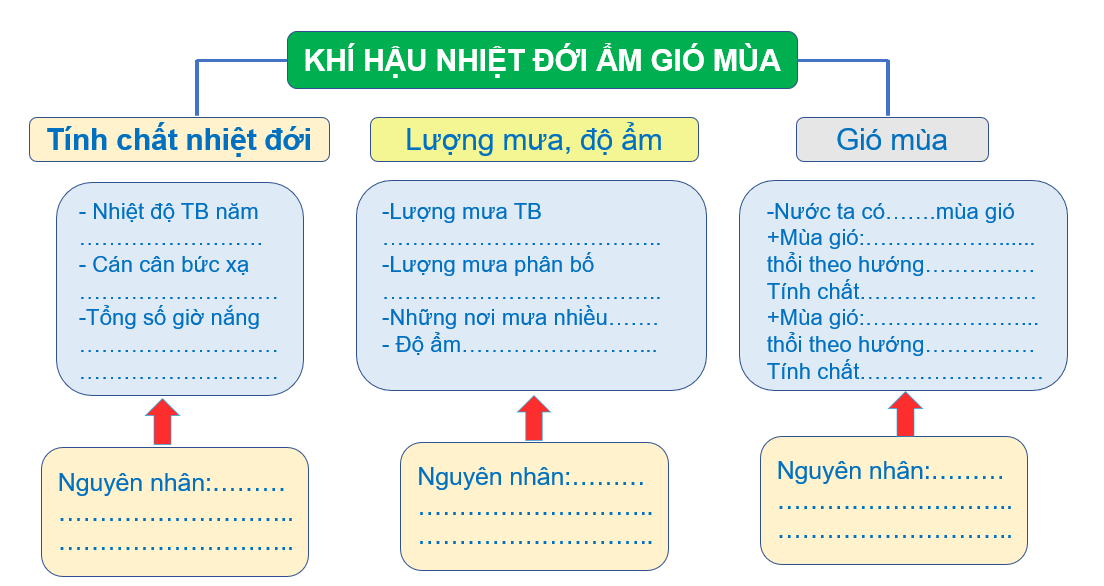 KHÍ HẬU NHIỆT ĐỚI ẨM GIÓ MÙA
Tính chất nhiệt đới
- Nhiệt độ TB năm
…………………….
- Cán cân bức xạ
………………………
-Tổng số giờ nắng
………………………
………………………
Nguyên nhân:………
………………………..
………………………..
Lượng mưa, độ ẩm
-Lượng mưa TB
………………………………..
-Lượng mưa phân bố
………………………………..
-Những nơi mưa nhiều…….
- Độ ẩm……………………..
Nguyên nhân:………
………………………..
………………………..
Gió mùa
-Nước ta có…….mùa gió
+Mùa gió:………………......
thổi theo hướng……………
Tính chất……………………
+Mùa gió:…………………...
thổi theo hướng……………
Tính chất…………………….
Nguyên nhân:………
………………………..
………………………..